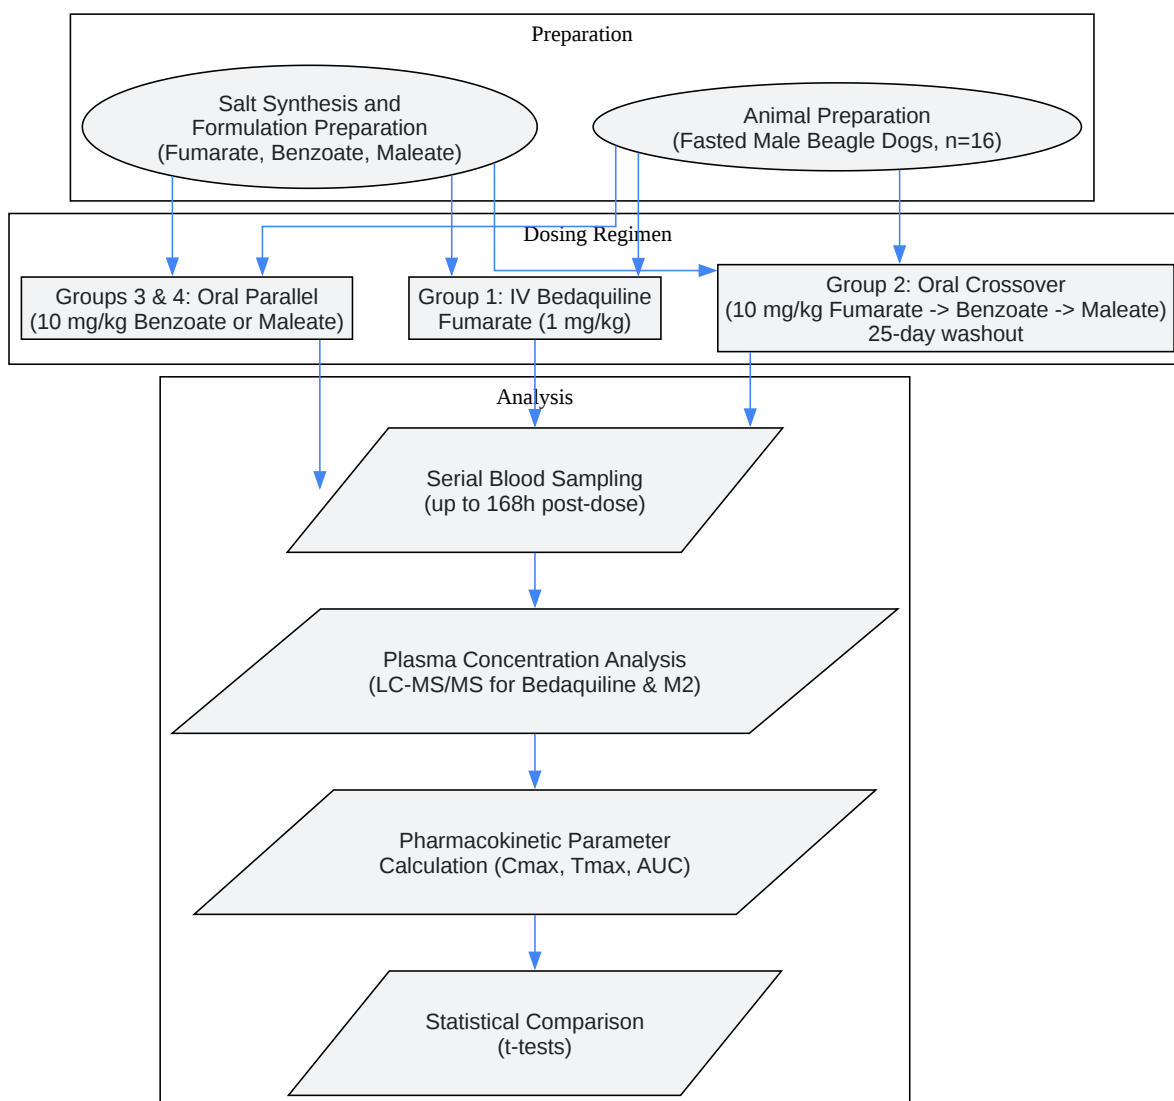 Preparation
Salt Synthesis and
Formulation Preparation
(Fumarate, Benzoate, Maleate)
Animal Preparation
(Fasted Male Beagle Dogs, n=16)
Dosing Regimen
Groups 3 & 4: Oral Parallel
(10 mg/kg Benzoate or Maleate)
Group 1: IV Bedaquiline
Fumarate (1 mg/kg)
Group 2: Oral Crossover
(10 mg/kg Fumarate -> Benzoate -> Maleate)
25-day washout
Analysis
Serial Blood Sampling
(up to 168h post-dose)
Plasma Concentration Analysis
(LC-MS/MS for Bedaquiline & M2)
Pharmacokinetic Parameter
Calculation (Cmax, Tmax, AUC)
Statistical Comparison
(t-tests)